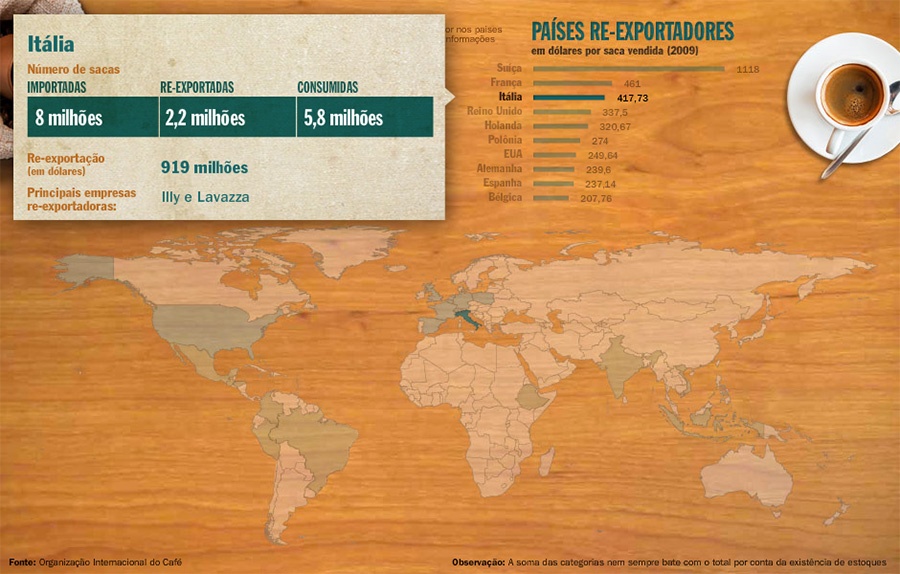 Itália
Número de sacas
IMPORTADAS RE-EXPORTADAS CONSUMIDAS
8 milhões 2,2 milhões 5,8 milhões
Re-exportação
(em dólares)
919 milhões
Principais empresas
re-exportadoras:
Illy e Lavazza
or nos países
nformações
PAÍSES RE-EXPORTADORES
em dólares por saca vendida (2009)
Suíça 1118
França 461
Itália 417,73
Reino Unido 337,5
Holanda 320,67
Polônia 274
EUA 249,64
Alemanha 239,6
Espanha 237,14
Bélgica 207,76
Fonte: Organização Internacional do Café
Observação: A soma das categorias nem sempre bate com o total por conta da existência de estoques